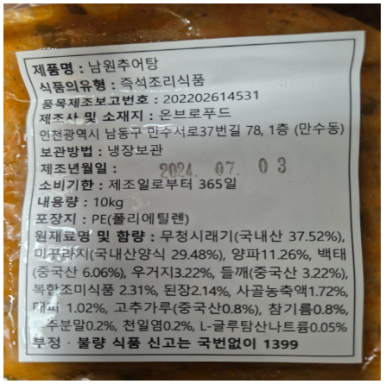 제품명 : 남원추어탕
식품의유형 : 즉석조리식품
품목제조보고번호 : 202202614531
제조사 및 소재지 : 온브로푸드
인천광역시 남동구 만수서로37번길 78, 1층 (만수동)
보관방법 : 냉장보관
제조년월일 : 2024. 07. 03
소비기한 : 제조일로부터 365일
내용량 : 10kg
포장지 : PE(폴리에틸렌)
원재료명 및 함량 : 무청시래기(국내산 37.52%),
미꾸라지(국내산양식 29.48%), 양파11.26%, 백태
(중국산 6.06%), 우거지3.22%, 들깨(중국산 3.22%),
복합조미식품 2.31%, 된장2.14%, 사골농축액1.72%,
대파 1.02%, 고추가루(중국산0.8%), 참기름0.8%,
후추분말0.2%, 천일염0.2%, L-글루탐산나트륨0.05%
부정 · 불량 식품 신고는 국번없이 1399